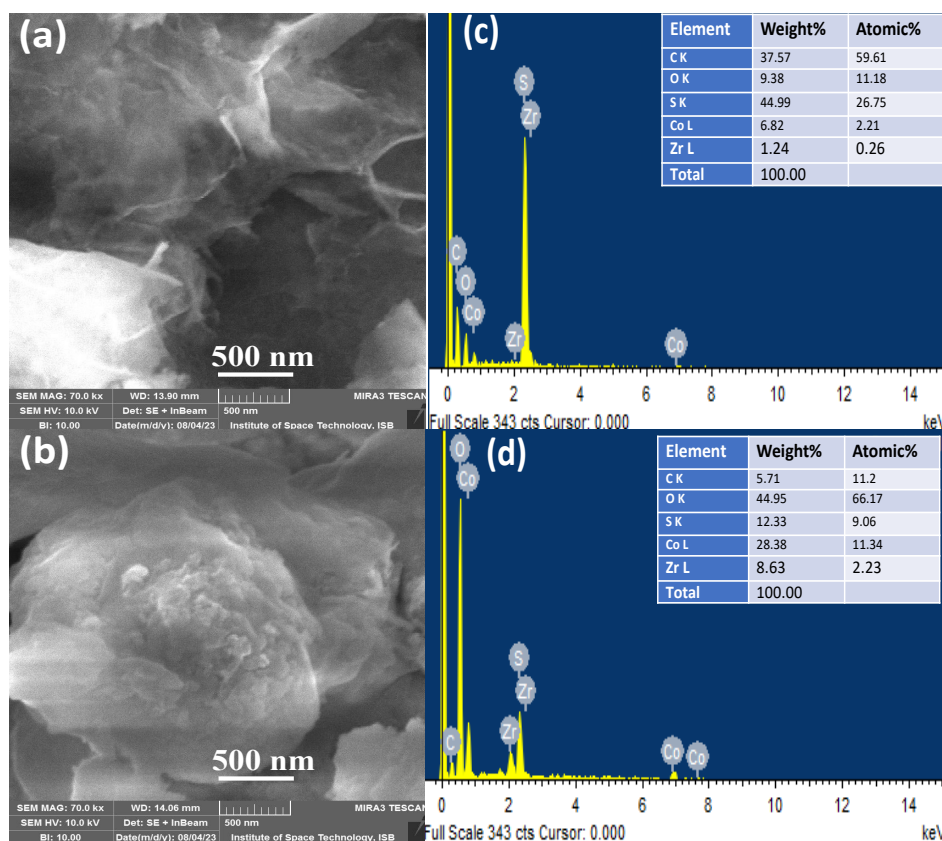 (a)
500 nm
SEM MAG: 70.0 kx WD: 13.90 mm MIRA3 TESCAN
SEM HV: 10.0 kV Det: SE + InBeam 500 nm
BI: 10.00 Date(m/d/y): 08/04/23 Institute of Space Technology, ISB
(c)
Element Weight% Atomic%
C K 37.57 59.61
O K 9.38 11.18
S K 44.99 26.75
Co L 6.82 2.21
Zr L 1.24 0.26
Total 100.00
S
Zr
C
O
Co
Zr
Co
0 2 4 6 8 10 12 14
Full Scale 343 cts Cursor: 0.000 keV
(b)
500 nm
SEM MAG: 70.0 kx WD: 14.06 mm MIRA3 TESCAN
SEM HV: 10.0 kV Det: SE + InBeam 500 nm
BI: 10.00 Date(m/d/y): 08/04/23 Institute of Space Technology, ISB
(d)
Element Weight% Atomic%
C K 5.71 11.2
O K 44.95 66.17
S K 12.33 9.06
Co L 28.38 11.34
Zr L 8.63 2.23
Total 100.00
O
Co
S
Zr
Zr
C
Co
Co
0 2 4 6 8 10 12 14
Full Scale 343 cts Cursor: 0.000 keV